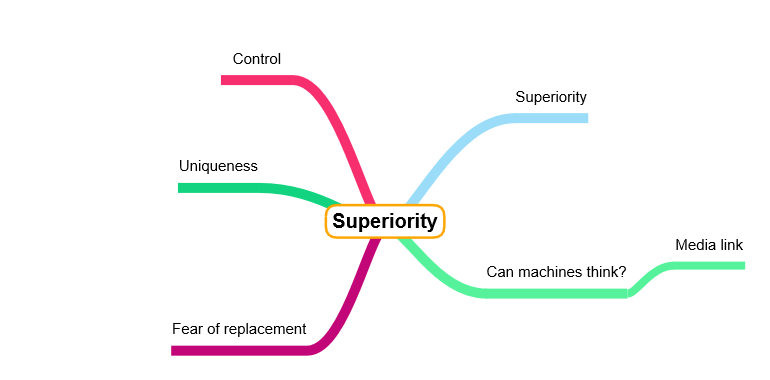 Control
Superiority
Uniqueness
Superiority
Media link
Can machines think?
Fear of replacement